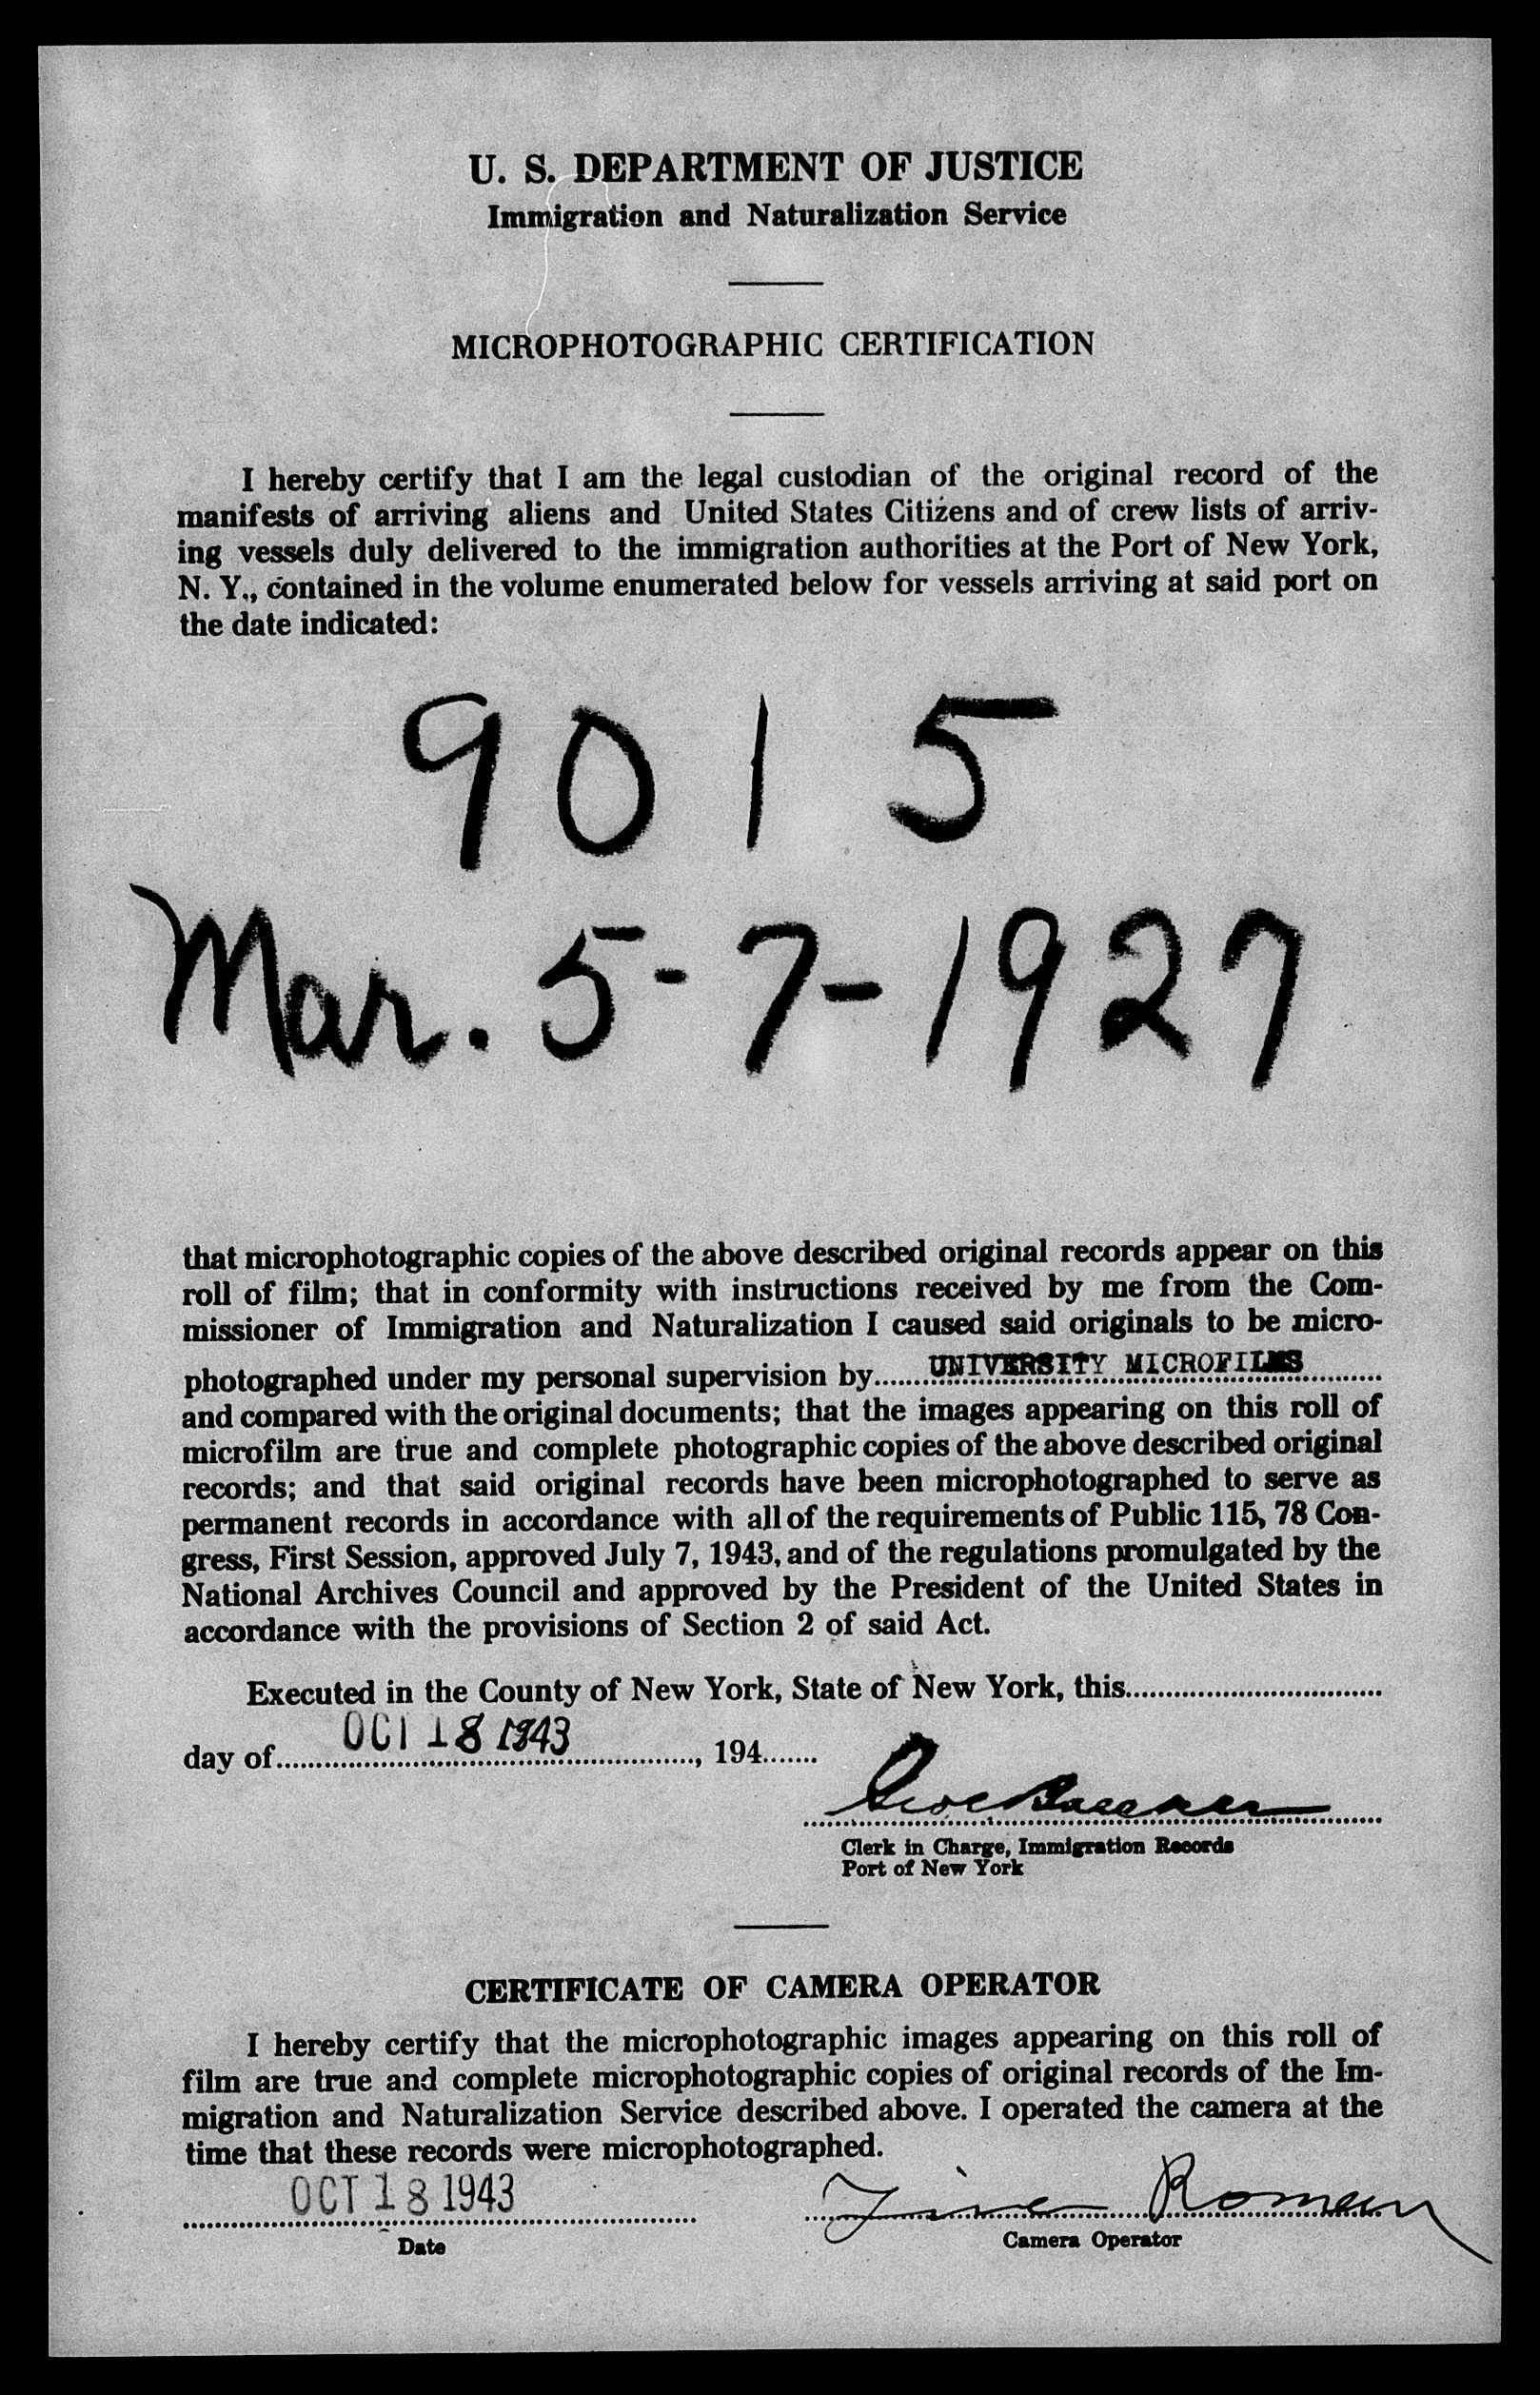 U. S. DEPARTMENT OF JUSTICE
Immigration and Naturalization Service
MICROPHOTOGRAPHIC CERTIFICATION
I hereby certify that I am the legal custodian of the original record of the
manifests of arriving aliens and United States Citizens and of crew lists of arriv-
ing vessels duly delivered to the immigration authorities at the Port of New York,
N. Y., contained in the volume enumerated below for vessels arriving at said port on
the date indicated:
9015
Mar. 5-7-1927
that microphotographic copies of the above described original records appear on this
roll of film; that in conformity with instructions received by me from the Com-
missioner of Immigration and Naturalization I caused said originals to be micro-
photographed under my personal supervision by UNIVERSITY MICROFILMS
and compared with the original documents; that the images appearing on this roll of
microfilm are true and complete photographic copies of the above described original
records; and that said original records have been microphotographed to serve as
permanent records in accordance with all of the requirements of Public 115, 78 Con-
gress, First Session, approved July 7, 1943, and of the regulations promulgated by the
National Archives Council and approved by the President of the United States in
accordance with the provisions of Section 2 of said Act.
Executed in the County of New York, State of New York, this
day of OCT 18 1943, 194
Clerk in Charge, Immigration Records
Port of New York
CERTIFICATE OF CAMERA OPERATOR
I hereby certify that the microphotographic images appearing on this roll of
film are true and complete microphotographic copies of original records of the Im-
migration and Naturalization Service described above. I operated the camera at the
time that these records were microphotographed.
OCT 18 1943
Date
Camera Operator